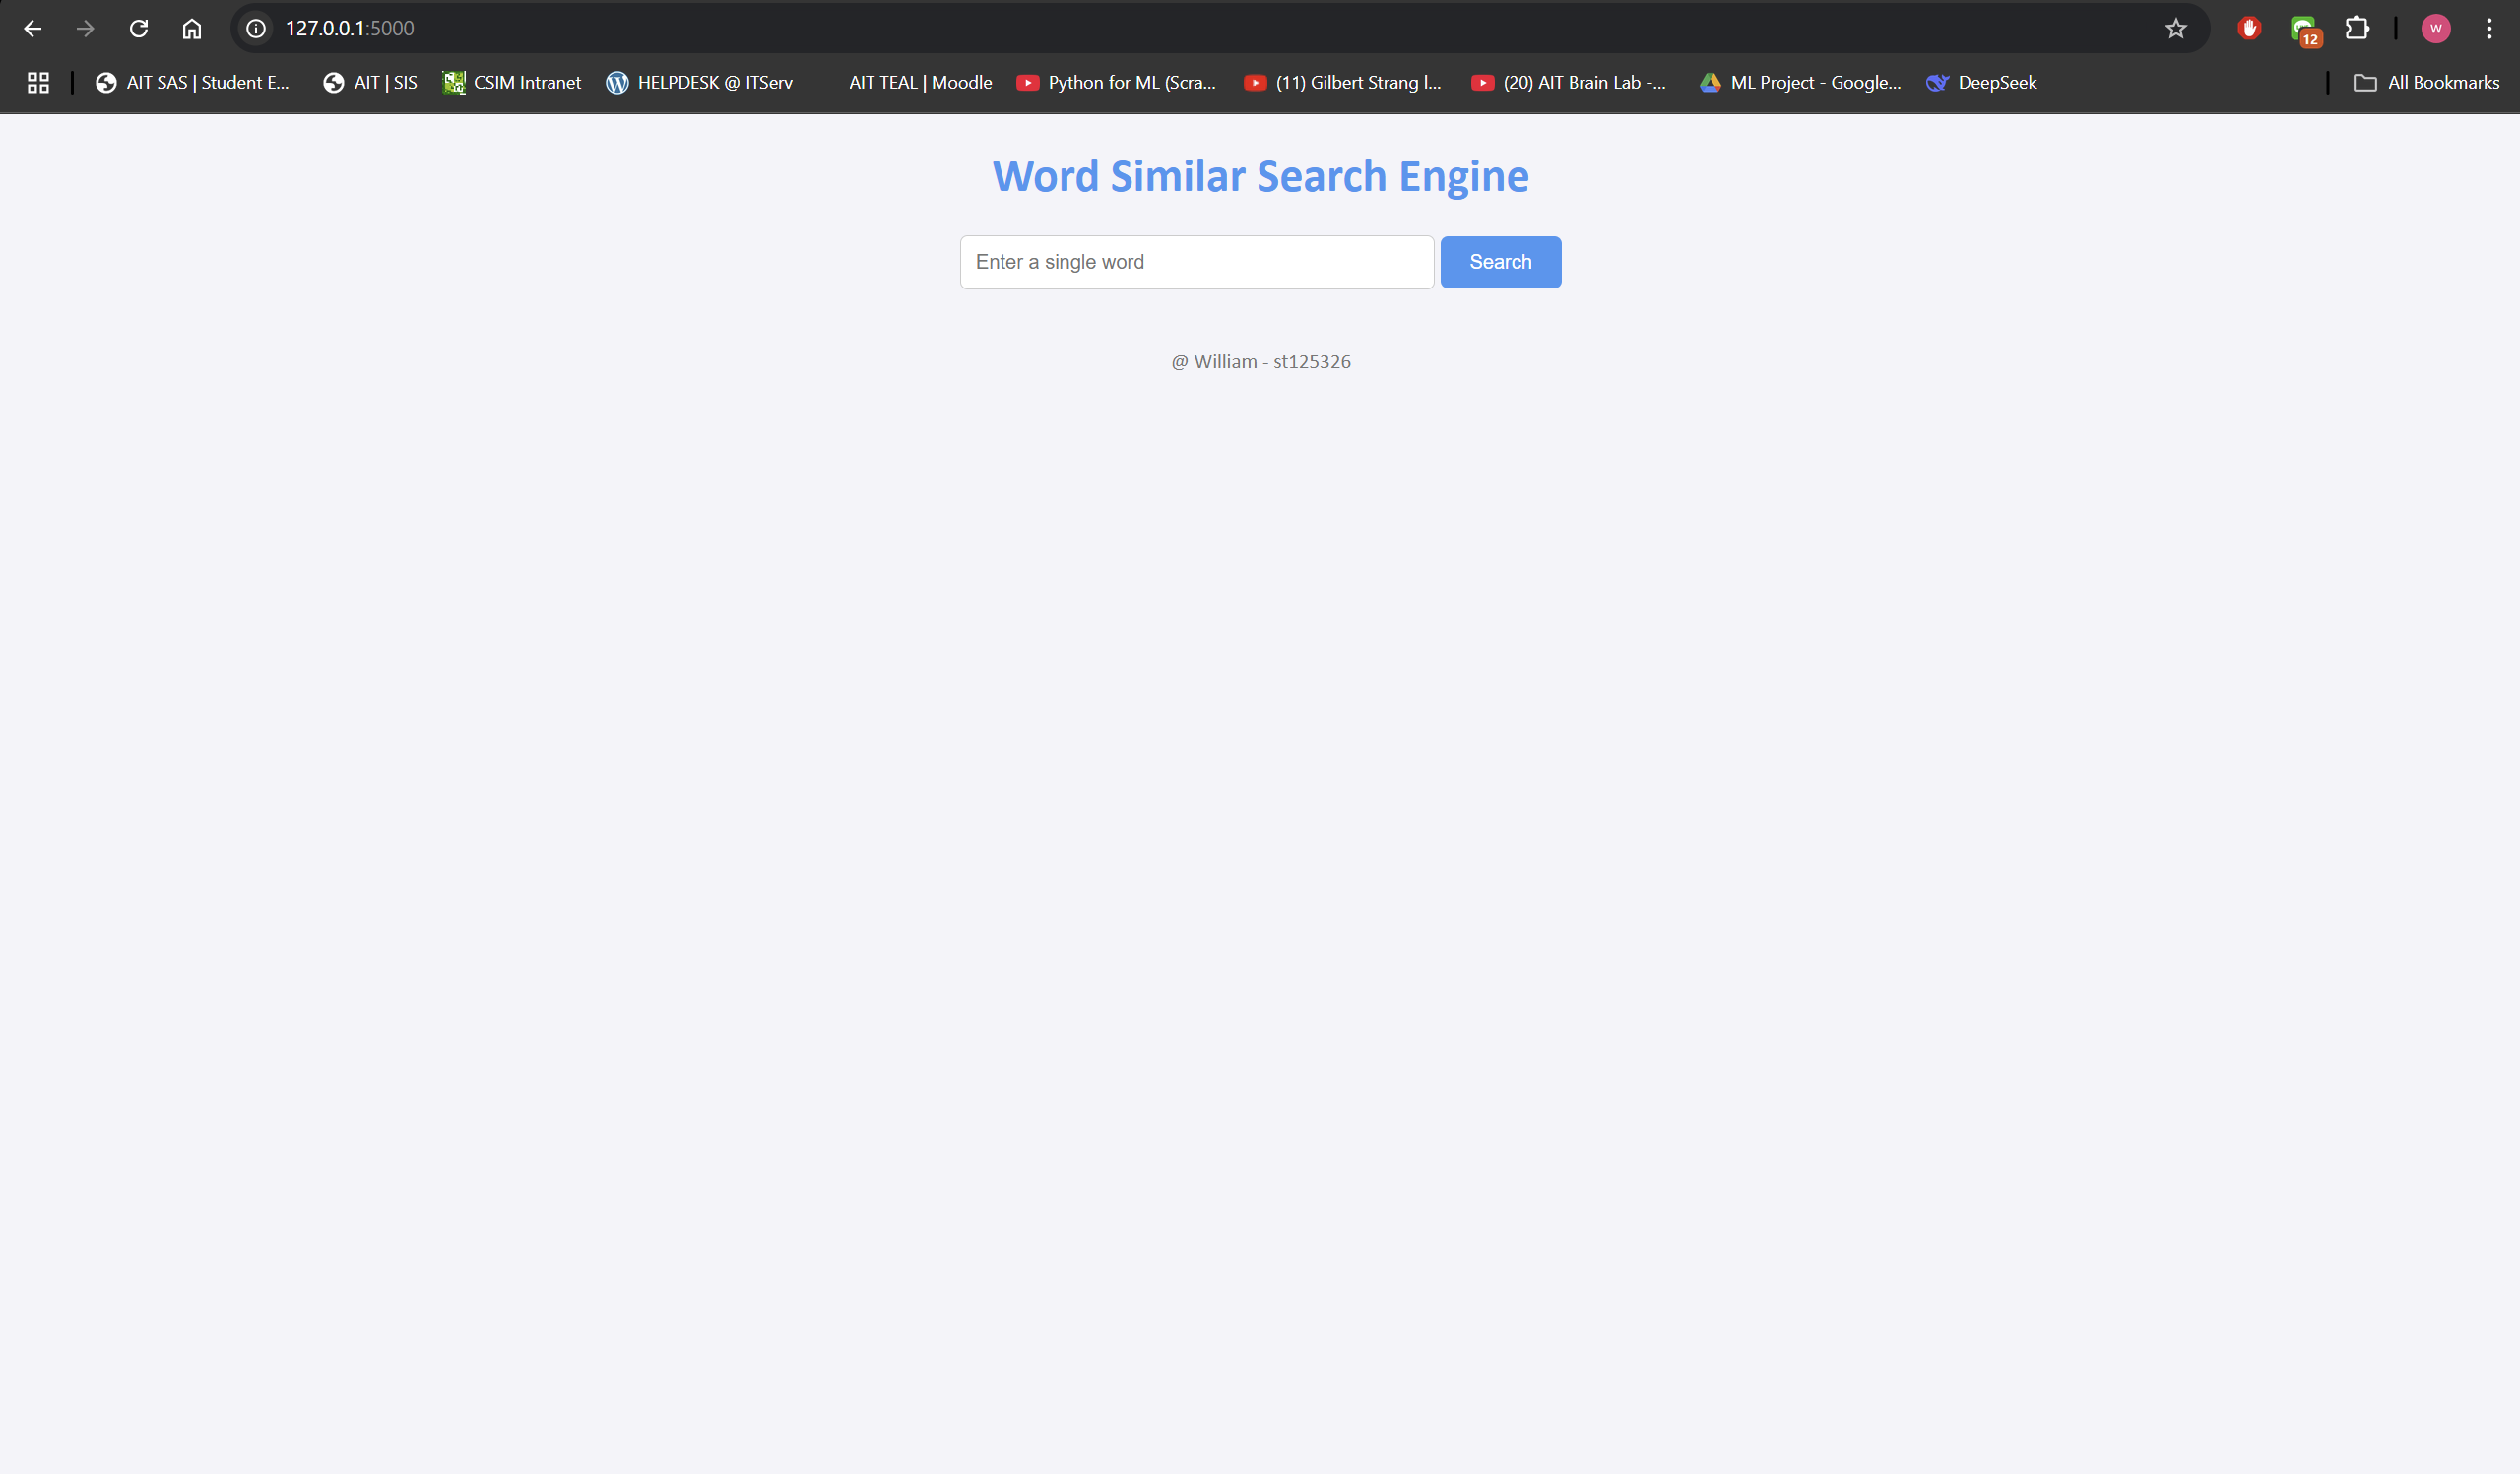 127.0.0.1:5000
12
W
AIT SAS | Student E...
AIT | SIS
CSIM Intranet
HELPDESK @ ITServ
AIT TEAL | Moodle
Python for ML (Scra...
(11) Gilbert Strang l...
(20) AIT Brain Lab -...
ML Project - Google...
DeepSeek
All Bookmarks
Word Similar Search Engine
Enter a single word
Search
@ William - st125326